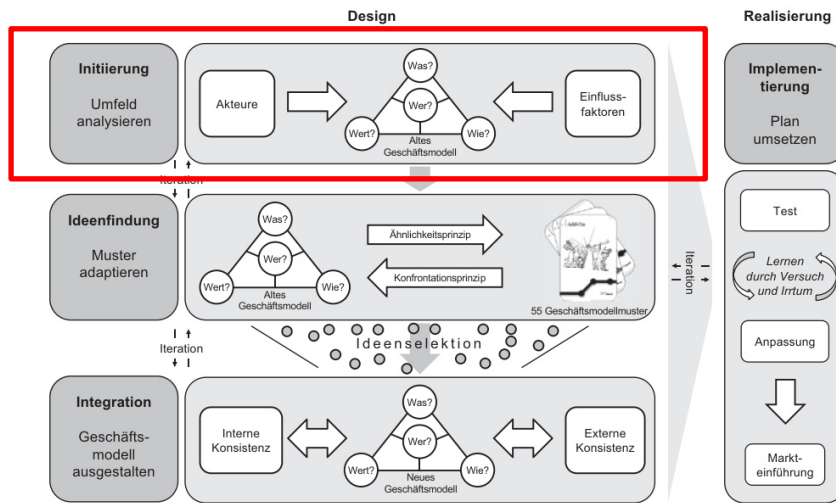 Design
Realisierung
Initiierung
Umfeld
analysieren
Akteure
Was?
Wer?
Wert?
Wie?
Altes
Geschäftsmodell
Einfluss-
faktoren
Implemen-
tierung
Plan
umsetzen
Iteration
Ideenfindung
Muster
adaptieren
Was?
Wer?
Wert?
Wie?
Altes
Geschäftsmodell
Ähnlichkeitsprinzip
Konfrontationsprinzip
55 Geschäftsmodellmuster
Iteration
Test
Lernen
durch Versuch
und Irrtum
Anpassung
Markt-
einführung
Iteration
Ideenselektion
Integration
Geschäfts-
modell
ausgestalten
Interne
Konsistenz
Was?
Wer?
Wert?
Wie?
Neues
Geschäftsmodell
Externe
Konsistenz